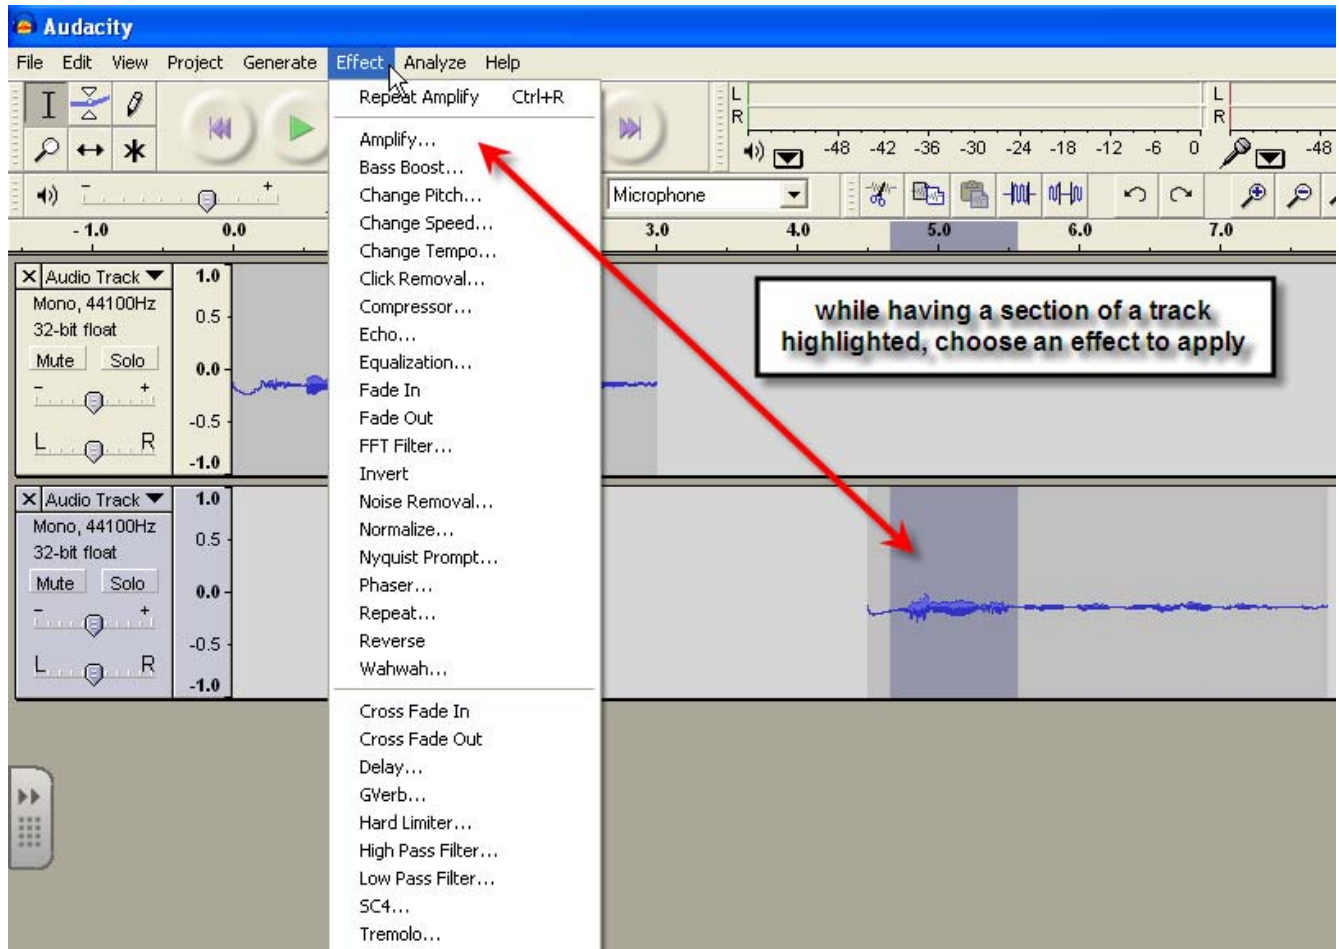 Audacity
File Edit View Project Generate Effect Analyze Help
Repeat Amplify Ctrl+R
Amplify...
Bass Boost...
Change Pitch...
Change Speed...
Change Tempo...
Click Removal...
Compressor...
Echo...
Equalization...
Fade In
Fade Out
FFT Filter...
Invert
Noise Removal...
Normalize...
Nyquist Prompt...
Phaser...
Repeat...
Reverse
Wahwah...
Cross Fade In
Cross Fade Out
Delay...
GVerb...
Hard Limiter...
High Pass Filter...
Low Pass Filter...
SC4...
Tremolo...
L
R
-48 -42 -36 -30 -24 -18 -12 -6 0
L
R
-48
- +
Microphone
- 1.0 0.0 3.0 4.0 5.0 6.0 7.0
X Audio Track
Mono, 44100Hz
32-bit float
Mute Solo
- +
L R
1.0
0.5
0.0
-0.5
-1.0
while having a section of a track
highlighted, choose an effect to apply
X Audio Track
Mono, 44100Hz
32-bit float
Mute Solo
- +
L R
1.0
0.5
0.0
-0.5
-1.0